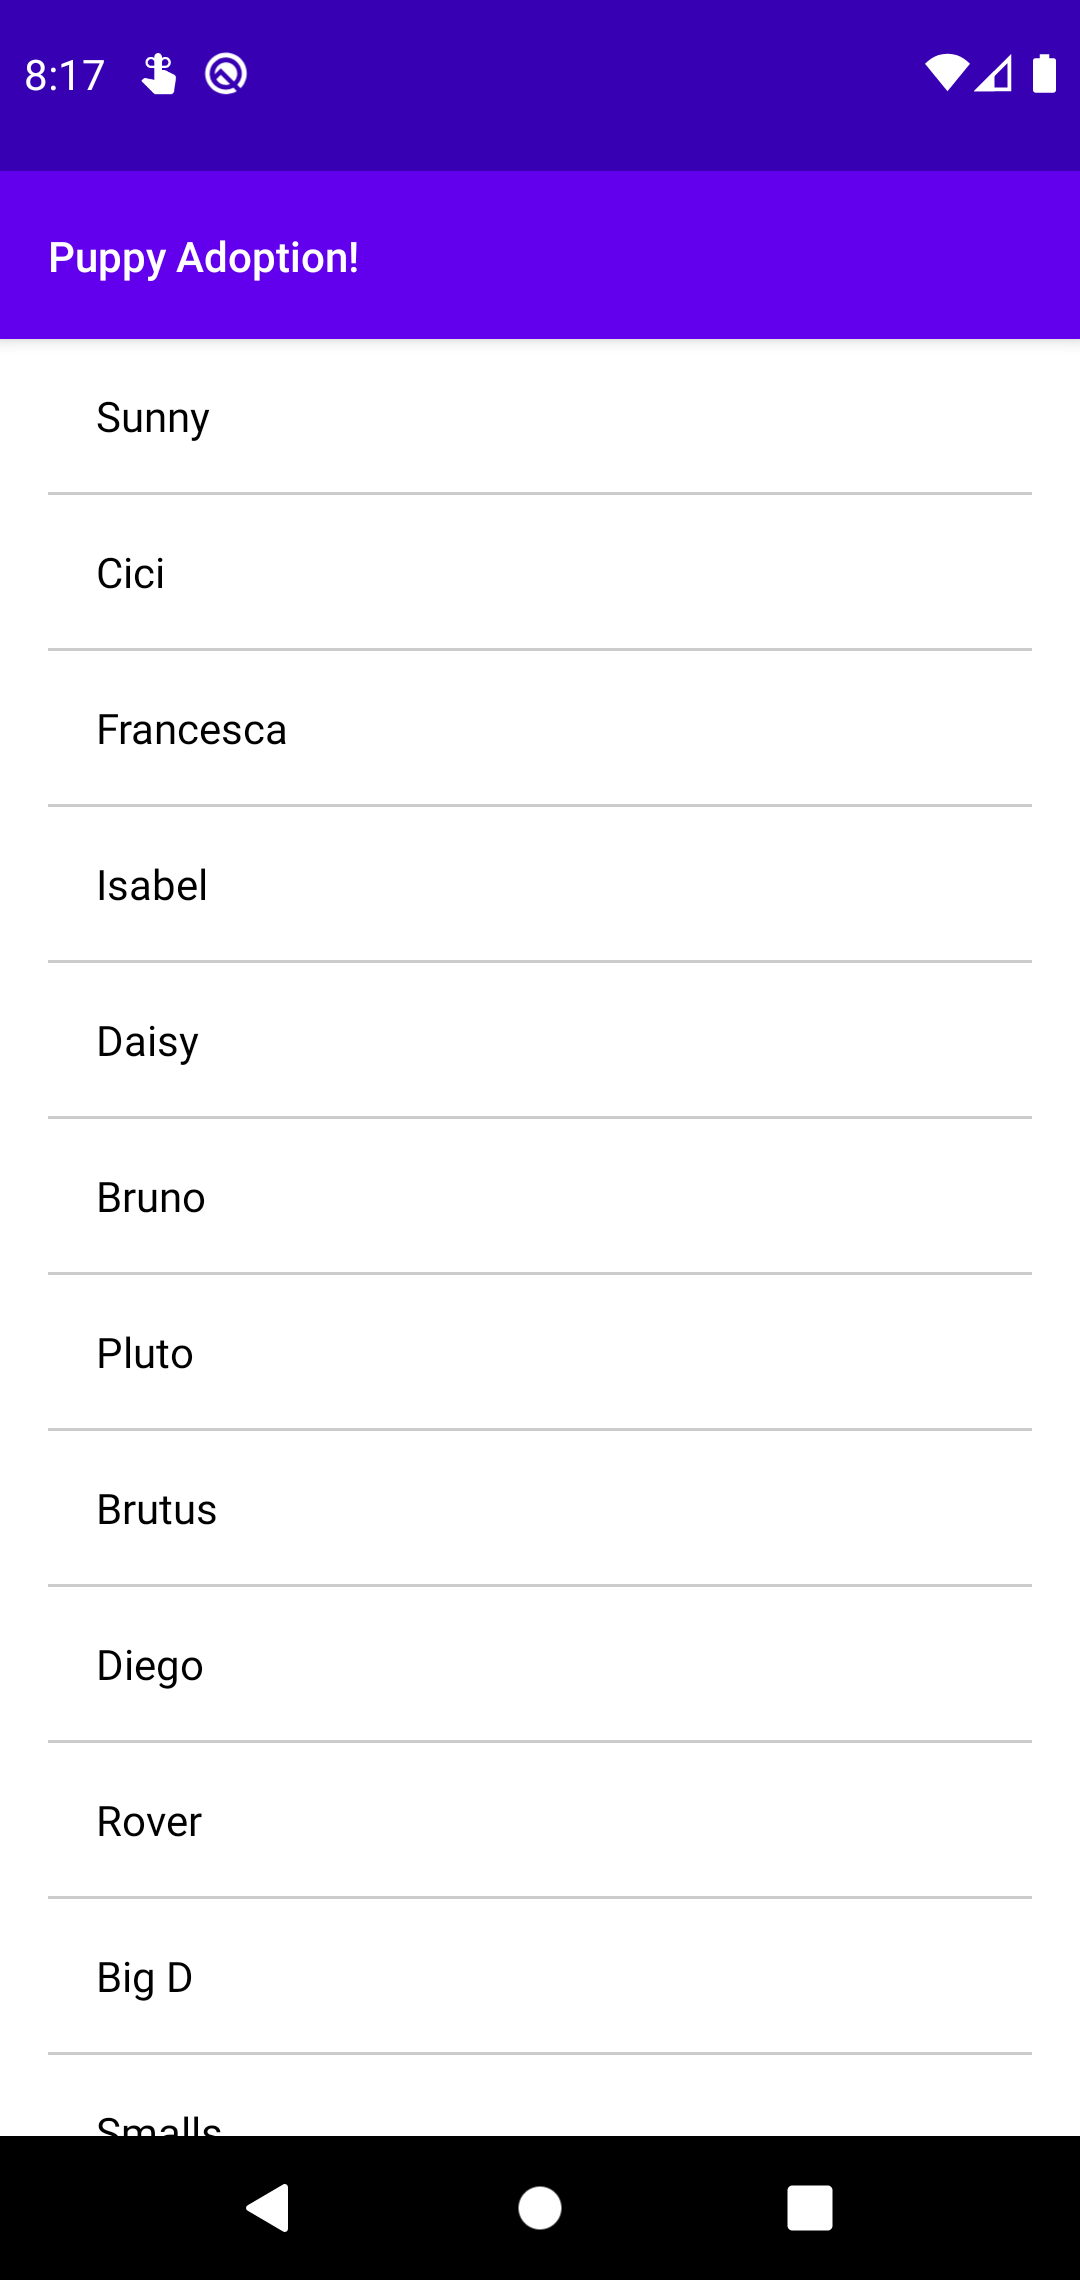 8:17
Puppy Adoption!
Sunny
Cici
Francesca
Isabel
Daisy
Bruno
Pluto
Brutus
Diego
Rover
Big D
Smalls